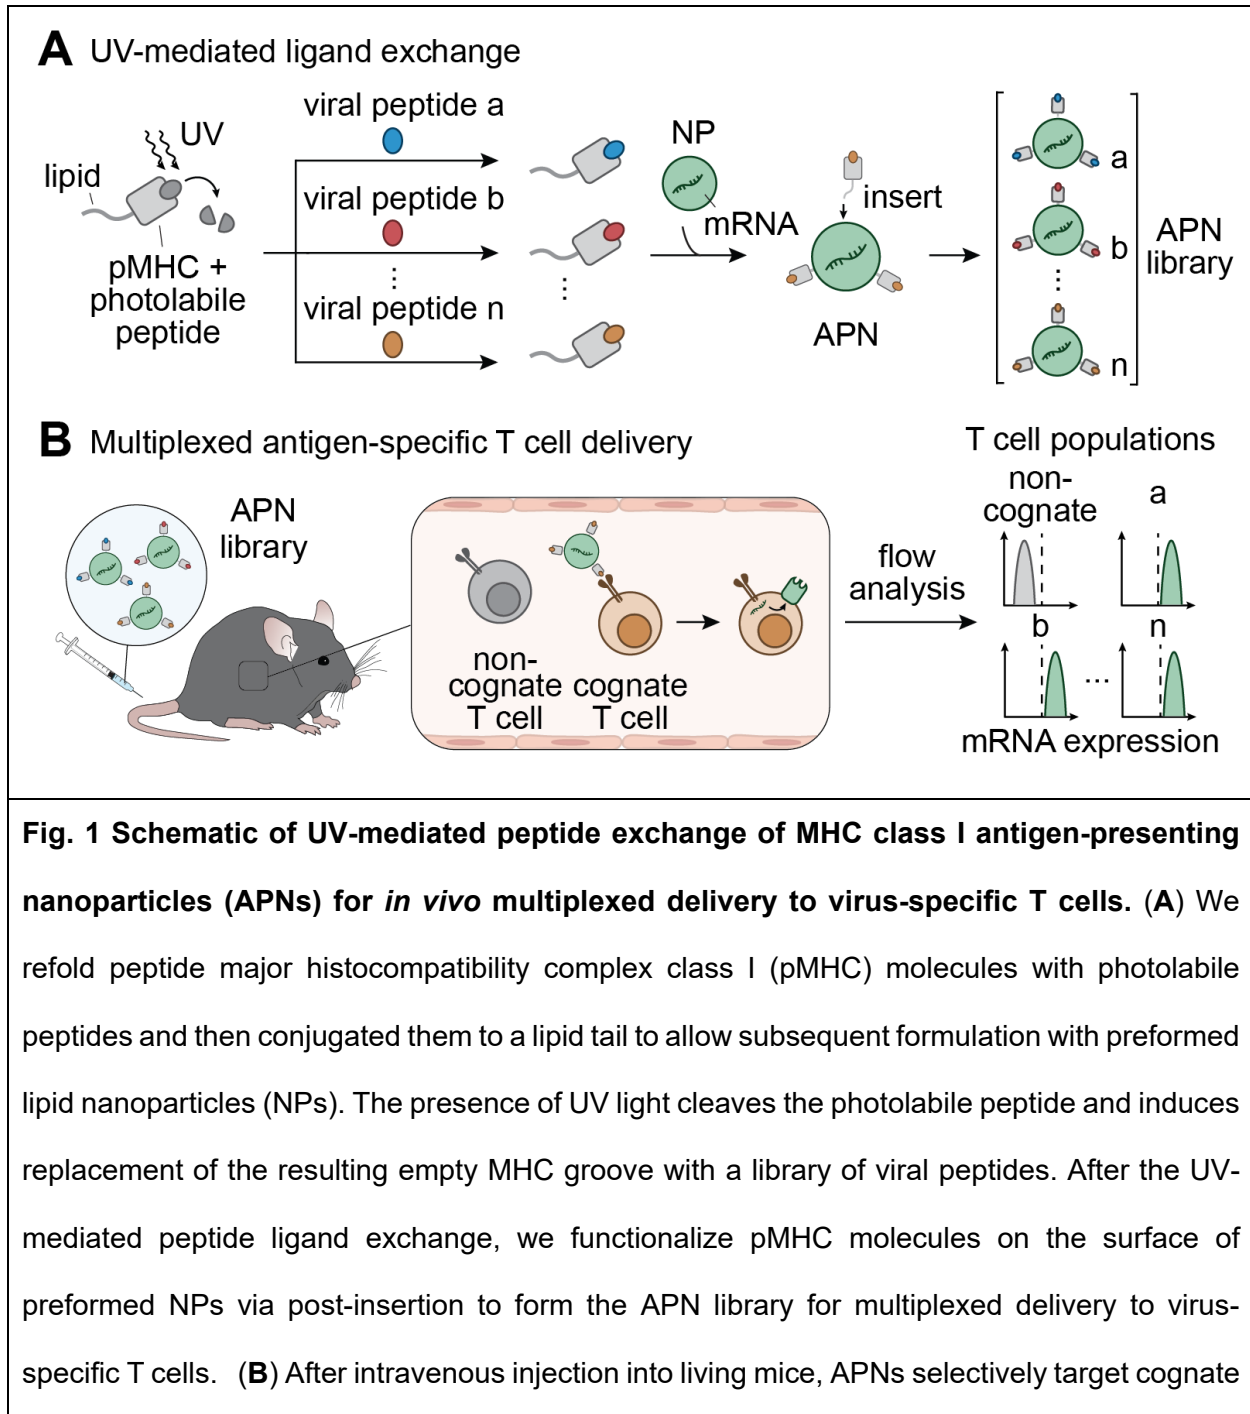 A UV-mediated ligand exchange
viral peptide a
UV
NP
lipid
a
viral peptide b
insert
mRNA
b
APN
library
pMHC +
photolabile
peptide
⋮
⋮
⋮
viral peptide n
APN
n
B Multiplexed antigen-specific T cell delivery
T cell populations
APN
library
non-
cognate
a
flow
analysis
b
n
non-
cognate
T cell
cognate
T cell
...
mRNA expression
Fig. 1 Schematic of UV-mediated peptide exchange of MHC class I antigen-presenting
nanoparticles (APNs) for in vivo multiplexed delivery to virus-specific T cells. (A) We
refold peptide major histocompatibility complex class I (pMHC) molecules with photolabile
peptides and then conjugated them to a lipid tail to allow subsequent formulation with preformed
lipid nanoparticles (NPs). The presence of UV light cleaves the photolabile peptide and induces
replacement of the resulting empty MHC groove with a library of viral peptides. After the UV-
mediated peptide ligand exchange, we functionalize pMHC molecules on the surface of
preformed NPs via post-insertion to form the APN library for multiplexed delivery to virus-
specific T cells. (B) After intravenous injection into living mice, APNs selectively target cognate